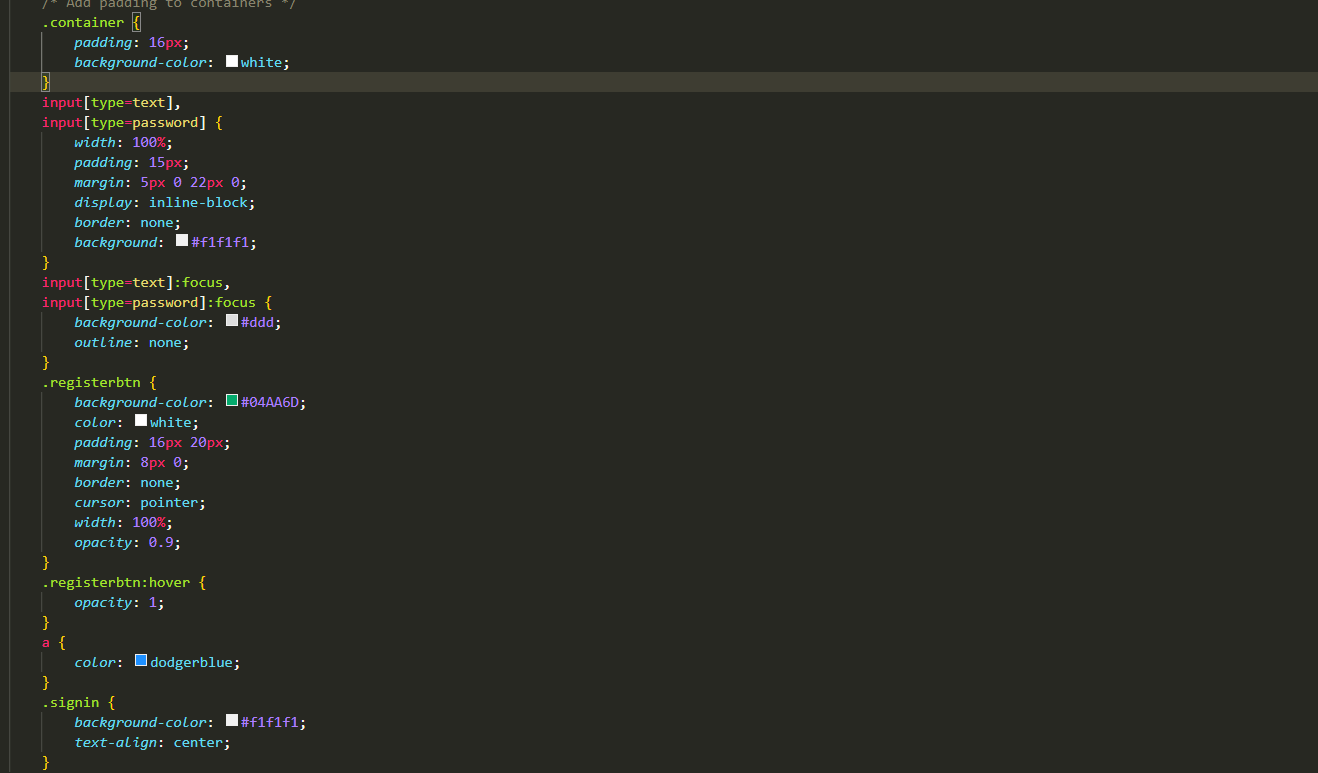 /* Add padding to containers */
.container {
    padding: 16px;
    background-color: white;
}
input[type=text],
input[type=password] {
    width: 100%;
    padding: 15px;
    margin: 5px 0 22px 0;
    display: inline-block;
    border: none;
    background: #f1f1f1;
}
input[type=text]:focus,
input[type=password]:focus {
    background-color: #ddd;
    outline: none;
}
.registerbtn {
    background-color: #04AA6D;
    color: white;
    padding: 16px 20px;
    margin: 8px 0;
    border: none;
    cursor: pointer;
    width: 100%;
    opacity: 0.9;
}
.registerbtn:hover {
    opacity: 1;
}
a {
    color: dodgerblue;
}
.signin {
    background-color: #f1f1f1;
    text-align: center;
}